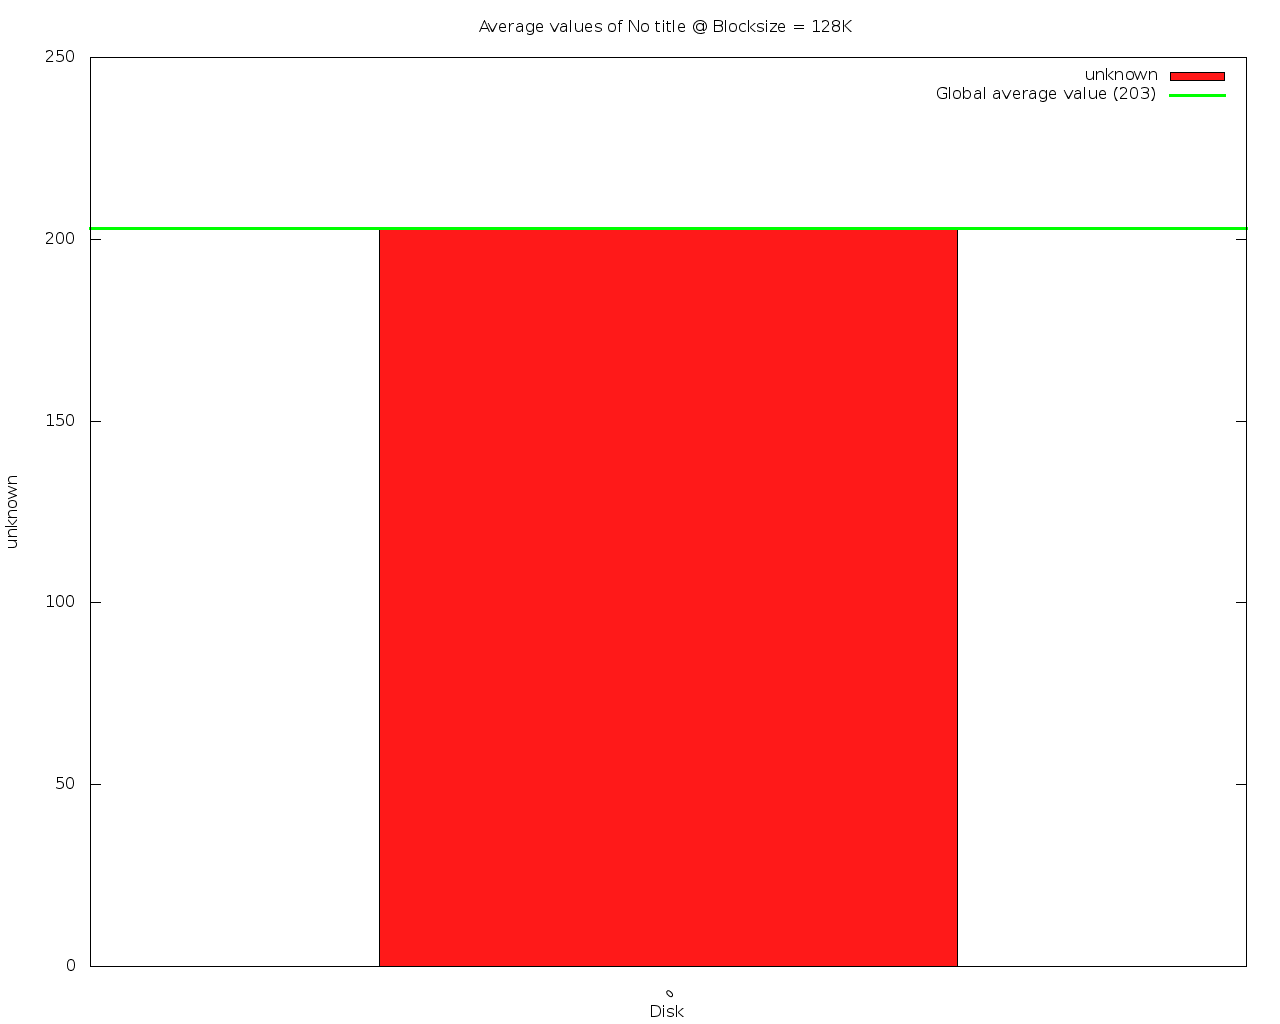 Average values of No title @ Blocksize = 128K
unknown
Global average value (203)
250
200
150
100
50
0
unknown
0
Disk